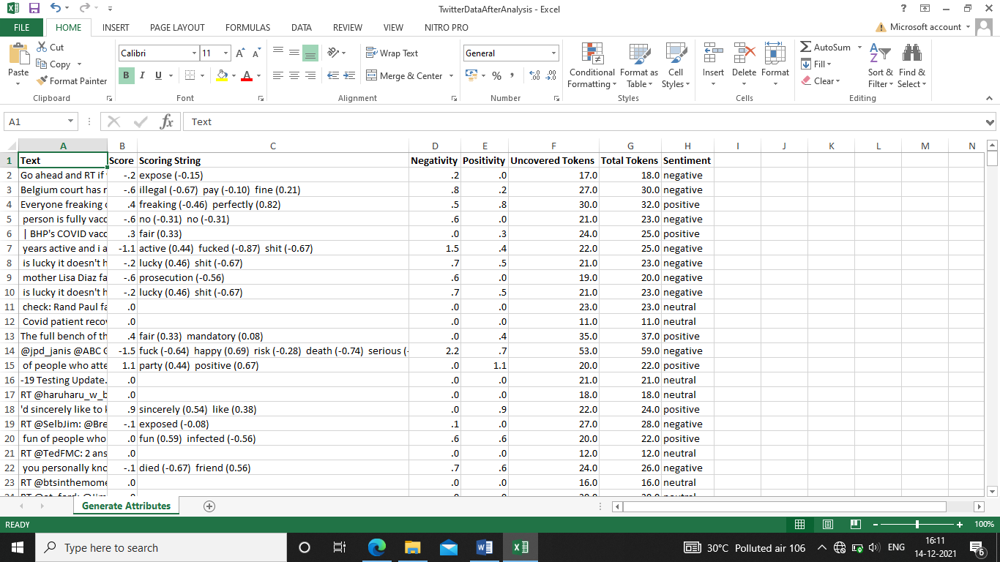 TwitterDataAfterAnalysis - Excel
FILE HOME INSERT PAGE LAYOUT FORMULAS DATA REVIEW VIEW NITRO PRO Microsoft account
Paste Cut Copy Format Painter Clipboard
Calibri 11 B I U A Font
Wrap Text Merge & Center Alignment
General % Number
Conditional Formatting Format as Table Cell Styles Styles
Insert Delete Format Cells
AutoSum Fill Clear Sort & Filter Find & Select Editing
A1 fx Text
A B C D E F G H I J K L M N
1 Text Score Scoring String Negativity Positivity Uncovered Tokens Total Tokens Sentiment
2 Go ahead and RT if -.2 expose (-0.15) .2 .0 17.0 18.0 negative
3 Belgium court has r -.6 illegal (-0.67) pay (-0.10) fine (0.21) .8 .2 27.0 30.0 negative
4 Everyone freaking .4 freaking (-0.46) perfectly (0.82) .5 .8 30.0 32.0 positive
5 person is fully vacc -.6 no (-0.31) no (-0.31) .6 .0 21.0 23.0 negative
6 | BHP's COVID vacc .3 fair (0.33) .0 .3 24.0 25.0 positive
7 years active and i a -1.1 active (0.44) fucked (-0.87) shit (-0.67) 1.5 .4 22.0 25.0 negative
8 is lucky it doesn't h -.2 lucky (0.46) shit (-0.67) .7 .5 21.0 23.0 negative
9 mother Lisa Diaz fa -.6 prosecution (-0.56) .6 .0 19.0 20.0 negative
10 is lucky it doesn't h -.2 lucky (0.46) shit (-0.67) .7 .5 21.0 23.0 negative
11 check: Rand Paul fa .0 .0 .0 23.0 23.0 neutral
12 Covid patient reco .0 .0 .0 11.0 11.0 neutral
13 The full bench of th .4 fair (0.33) mandatory (0.08) .0 .4 35.0 37.0 positive
14 @jpd_janis @ABC -1.5 fuck (-0.64) happy (0.69) risk (-0.28) death (-0.74) serious (- 2.2 .7 53.0 59.0 negative
15 of people who atte 1.1 party (0.44) positive (0.67) .0 1.1 20.0 22.0 positive
16 -19 Testing Update. .0 .0 .0 21.0 21.0 neutral
17 RT @haruharu_w_b .0 .0 .0 18.0 18.0 neutral
18 'd sincerely like to .9 sincerely (0.54) like (0.38) .0 .9 22.0 24.0 positive
19 RT @SelbJim: @Bre -.1 exposed (-0.08) .1 .0 27.0 28.0 negative
20 fun of people who .0 fun (0.59) infected (-0.56) .6 .6 20.0 22.0 positive
21 RT @TedFMC: 2 ans .0 .0 .0 12.0 12.0 neutral
22 you personally kno -.1 died (-0.67) friend (0.56) .7 .6 24.0 26.0 negative
23 RT @btsinthemome .0 .0 .0 16.0 16.0 neutral
Generate Attributes
READY 100%
Type here to search 30°C Polluted air 106 ENG 16:11 14-12-2021 6